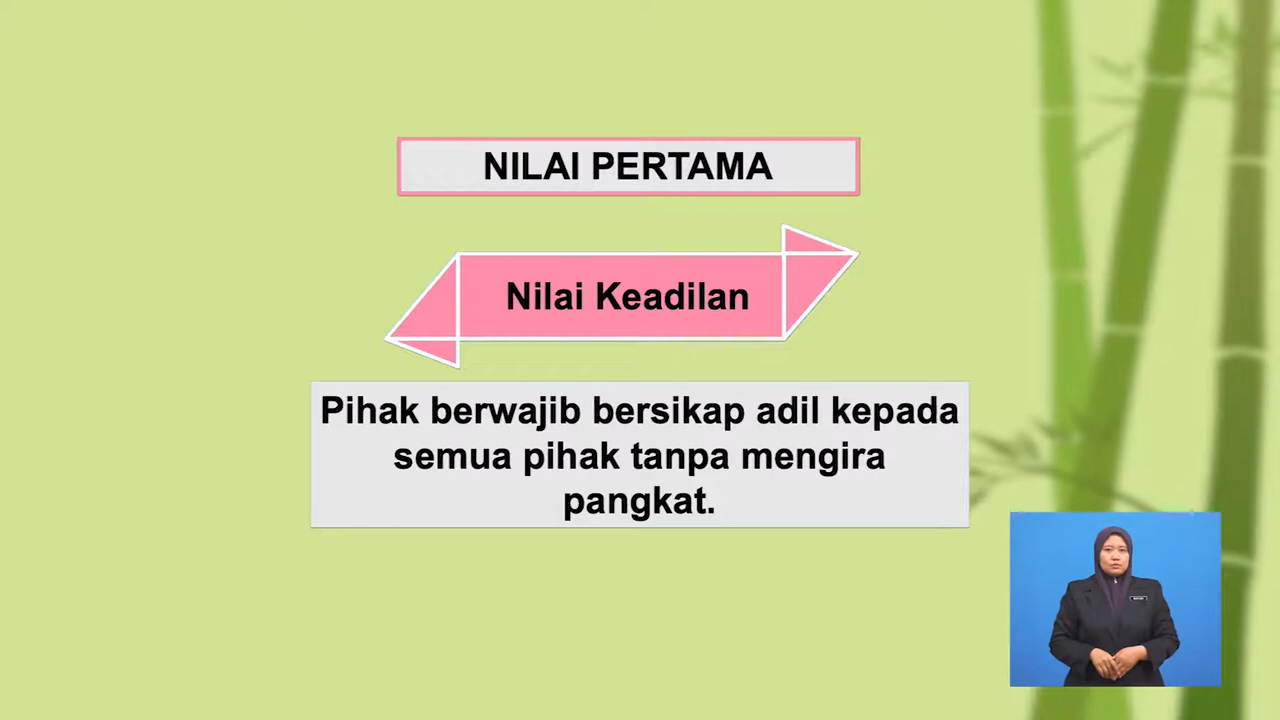 NILAI PERTAMA
Nilai Keadilan
Pihak berwajib bersikap adil kepada
semua pihak tanpa mengira
pangkat.